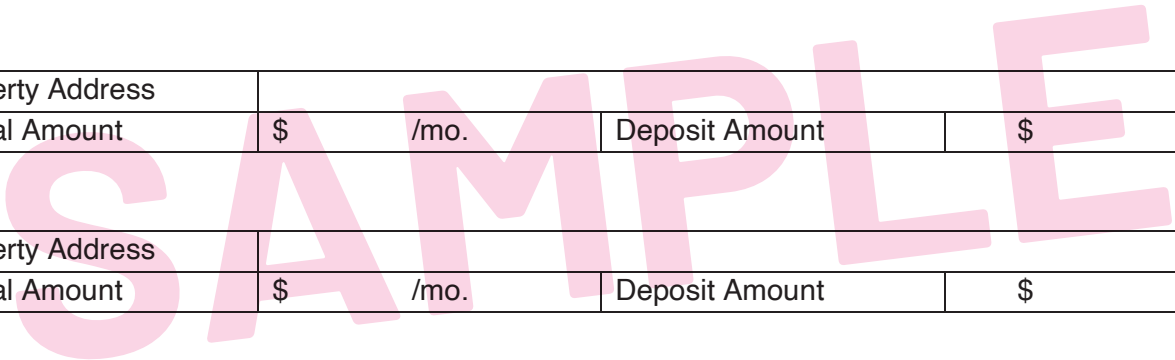 erty Address
al Amount $ /mo. Deposit Amount $
erty Address
al Amount $ /mo. Deposit Amount $
SAMPLE